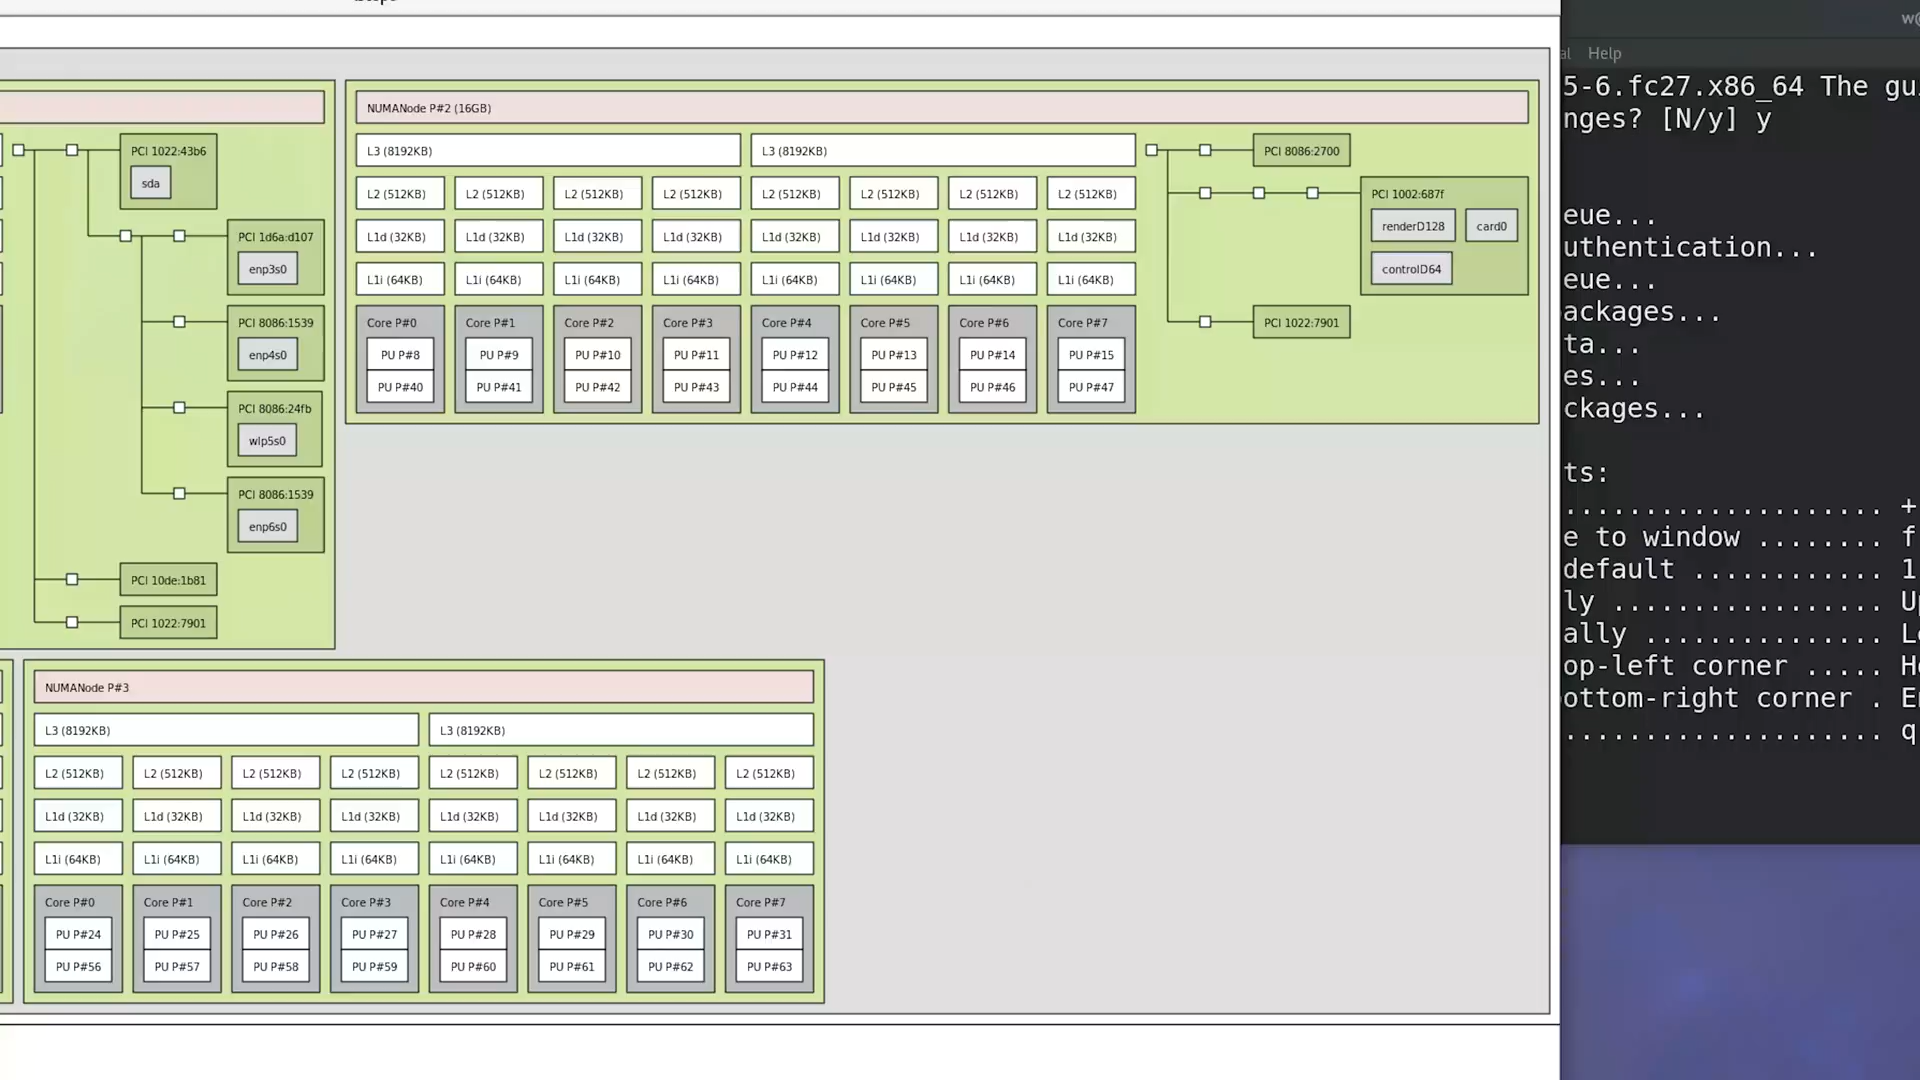 NUMANode P#2 (16GB)
L3 (8192KB) L3 (8192KB)
L2 (512KB) L2 (512KB) L2 (512KB) L2 (512KB) L2 (512KB) L2 (512KB) L2 (512KB) L2 (512KB)
L1d (32KB) L1d (32KB) L1d (32KB) L1d (32KB) L1d (32KB) L1d (32KB) L1d (32KB) L1d (32KB)
L1i (64KB) L1i (64KB) L1i (64KB) L1i (64KB) L1i (64KB) L1i (64KB) L1i (64KB) L1i (64KB)
Core P#0 Core P#1 Core P#2 Core P#3 Core P#4 Core P#5 Core P#6 Core P#7
PU P#8 PU P#9 PU P#10 PU P#11 PU P#12 PU P#13 PU P#14 PU P#15
PU P#40 PU P#41 PU P#42 PU P#43 PU P#44 PU P#45 PU P#46 PU P#47
PCI 8086:2700
PCI 1002:687f
renderD128 card0
controlD64
PCI 1022:7901
PCI 1022:43b6
sda
PCI 1d6a:d107
enp3s0
PCI 8086:1539
enp4s0
PCI 8086:24fb
wlp5s0
PCI 8086:1539
enp6s0
PCI 10de:1b81
PCI 1022:7901
NUMANode P#3
L3 (8192KB) L3 (8192KB)
L2 (512KB) L2 (512KB) L2 (512KB) L2 (512KB) L2 (512KB) L2 (512KB) L2 (512KB) L2 (512KB)
L1d (32KB) L1d (32KB) L1d (32KB) L1d (32KB) L1d (32KB) L1d (32KB) L1d (32KB) L1d (32KB)
L1i (64KB) L1i (64KB) L1i (64KB) L1i (64KB) L1i (64KB) L1i (64KB) L1i (64KB) L1i (64KB)
Core P#0 Core P#1 Core P#2 Core P#3 Core P#4 Core P#5 Core P#6 Core P#7
PU P#24 PU P#25 PU P#26 PU P#27 PU P#28 PU P#29 PU P#30 PU P#31
PU P#56 PU P#57 PU P#58 PU P#59 PU P#60 PU P#61 PU P#62 PU P#63
w@
al Help
5-6.fc27.x86_64 The gu
nges? [N/y] y
eue...
uthentication...
eue...
ackages...
ta...
es...
ckages...
ts:
.................... +
e to window ........ f
default ............ 1
ly ................. U
ally ............... L
op-left corner ..... H
ottom-right corner . E
.................... q